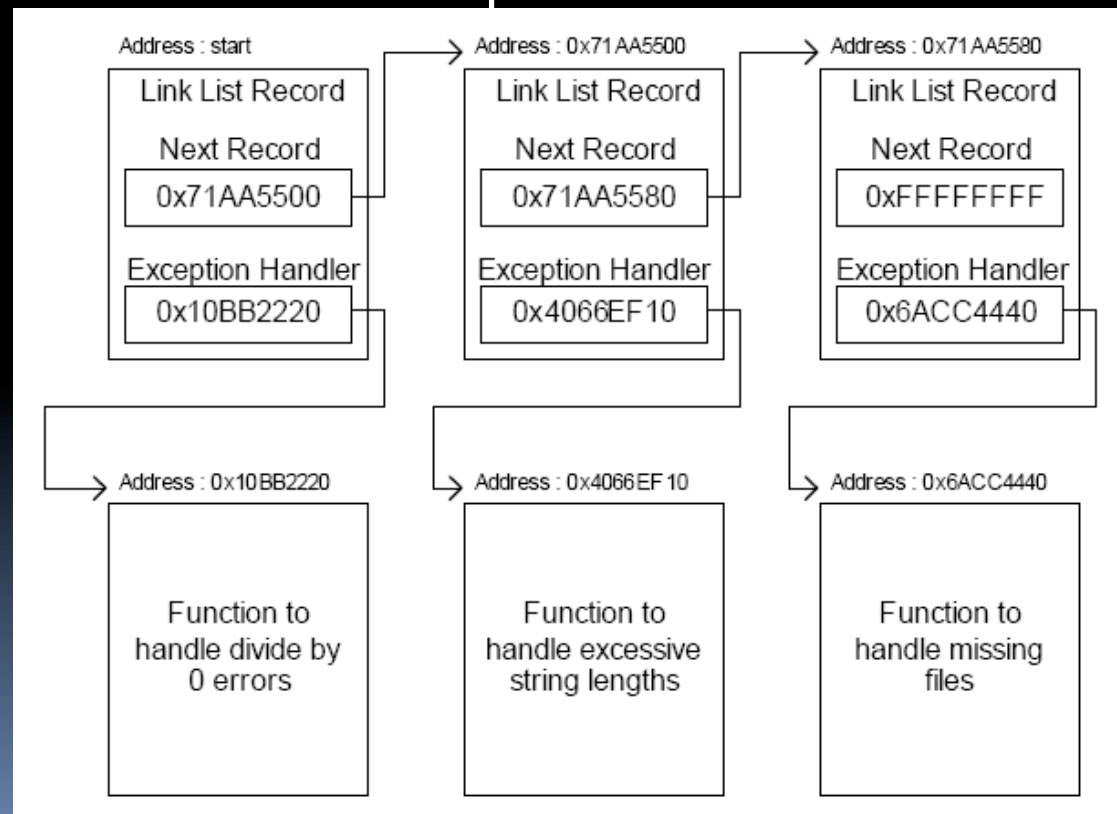 Address : start
Address : 0x71AA5500
Address : 0x71AA5580
Link List Record
Link List Record
Link List Record
Next Record
Next Record
Next Record
0x71AA5500
0x71AA5580
0xFFFFFFFF
Exception Handler
Exception Handler
Exception Handler
0x10BB2220
0x4066EF10
0x6ACC4440
Address : 0x10BB2220
Address : 0x4066EF10
Address : 0x6ACC4440
Function to
handle divide by
0 errors
Function to
handle excessive
string lengths
Function to
handle missing
files